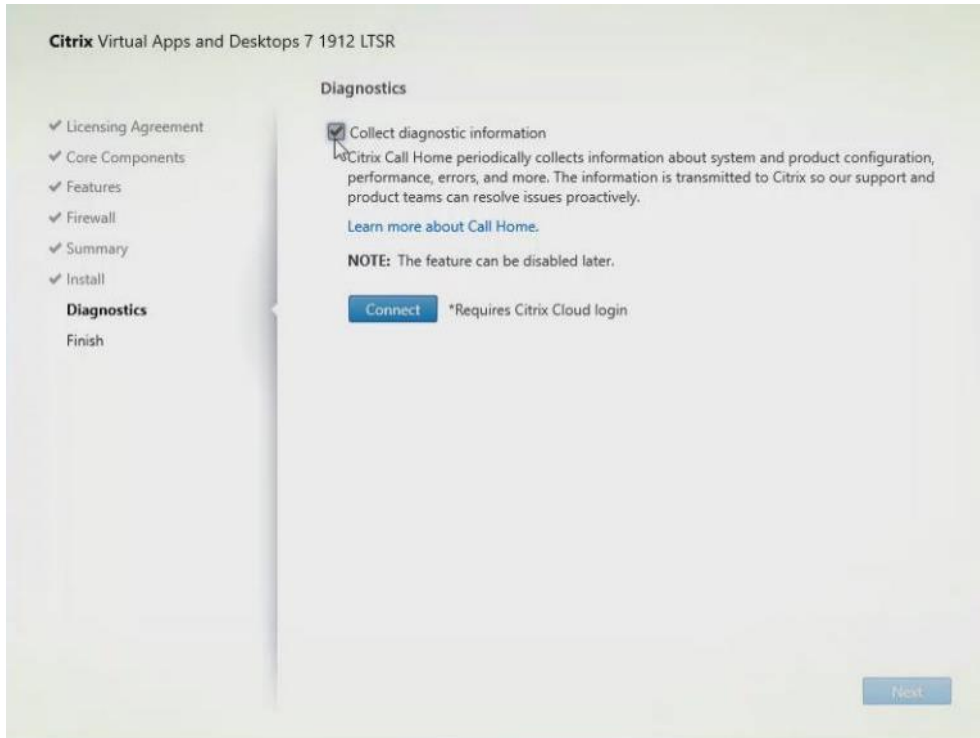 Citrix Virtual Apps and Desktops 7 1912 LTSR
Diagnostics
Licensing Agreement
Core Components
Features
Firewall
Summary
Install
Diagnostics
Finish
Collect diagnostic information
Citrix Call Home periodically collects information about system and product configuration,
performance, errors, and more. The information is transmitted to Citrix so our support and
product teams can resolve issues proactively.
Learn more about Call Home.
NOTE: The feature can be disabled later.
Connect *Requires Citrix Cloud login
Next